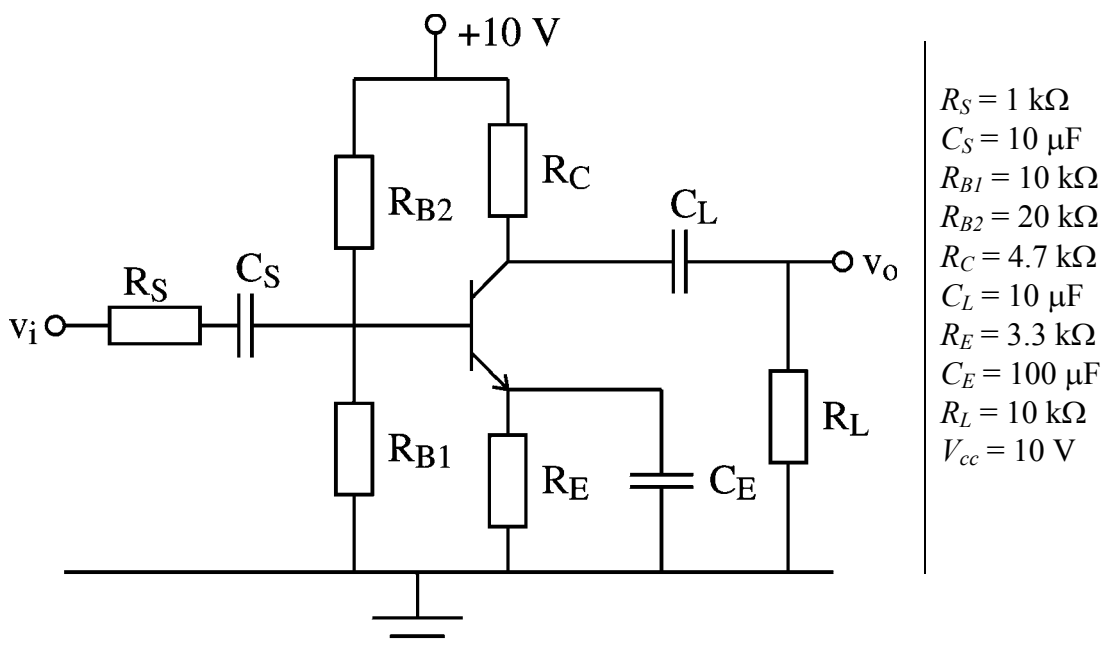 +10 V
R_C
R_B2
C_L
v_o
R_S
C_S
v_i
R_B1
R_E
C_E
R_L
R_S = 1 kΩ
C_S = 10 μF
R_B1 = 10 kΩ
R_B2 = 20 kΩ
R_C = 4.7 kΩ
C_L = 10 μF
R_E = 3.3 kΩ
C_E = 100 μF
R_L = 10 kΩ
V_cc = 10 V